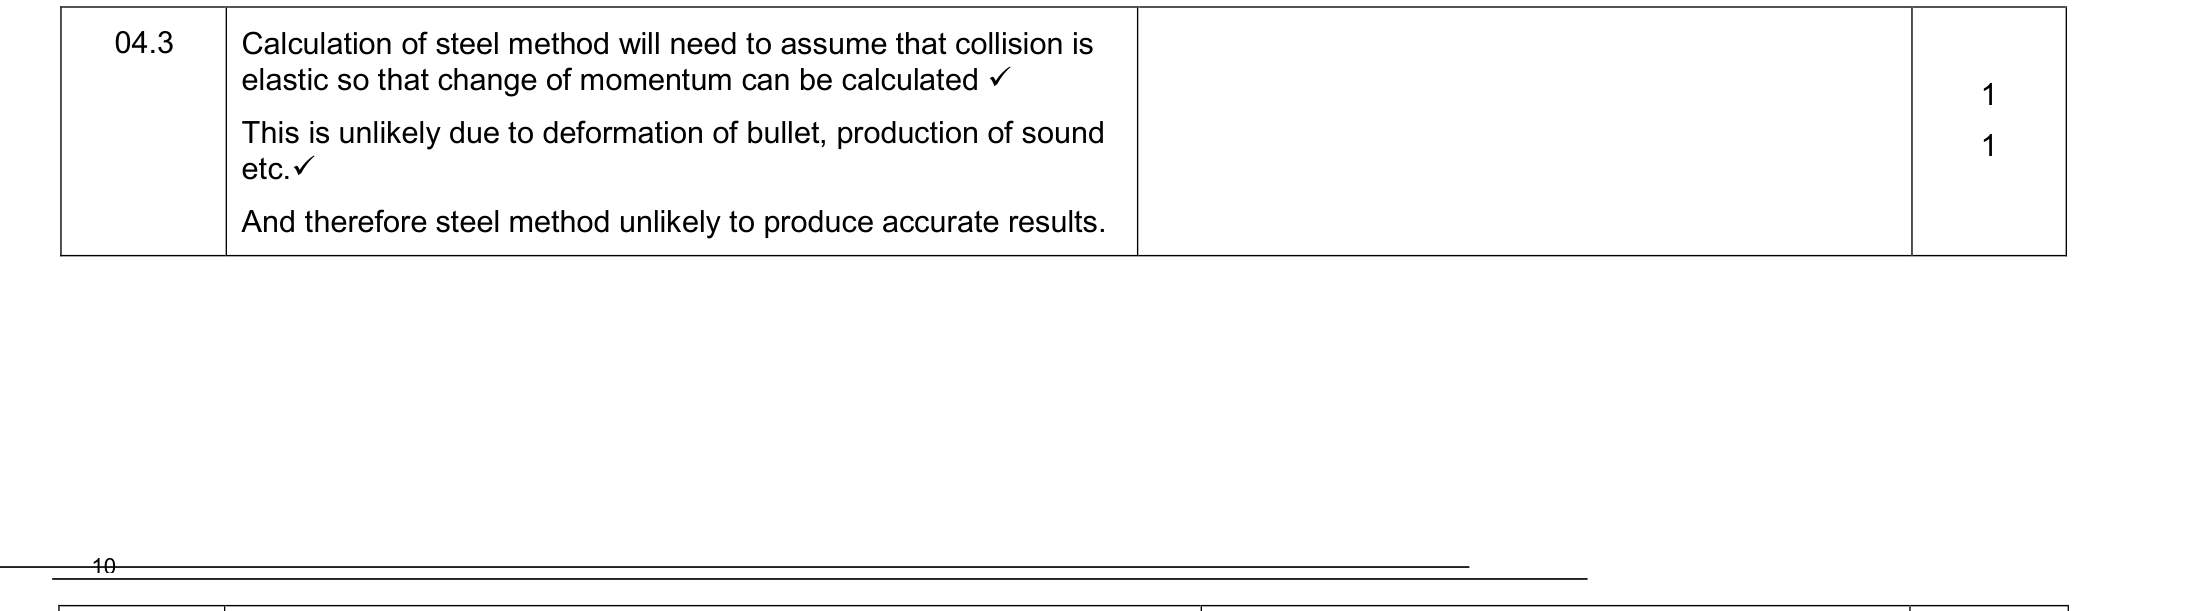 04.3
Calculation of steel method will need to assume that collision is
elastic so that change of momentum can be calculated ✓
1
This is unlikely due to deformation of bullet, production of sound
etc.✓
1
And therefore steel method unlikely to produce accurate results.
10